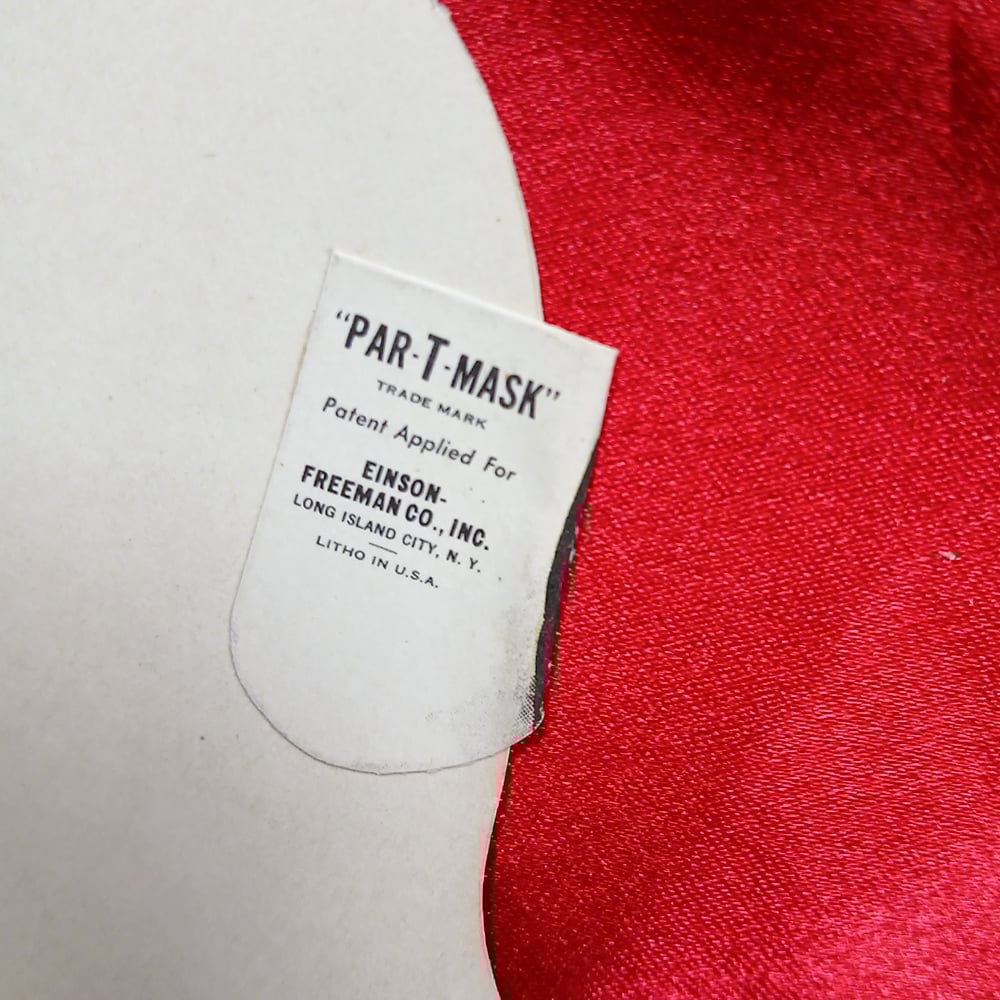 “PAR-T-MASK”
TRADE MARK
Patent Applied For
EINSON-
FREEMAN CO., INC.
LONG ISLAND CITY, N. Y.
LITHO IN U.S.A.